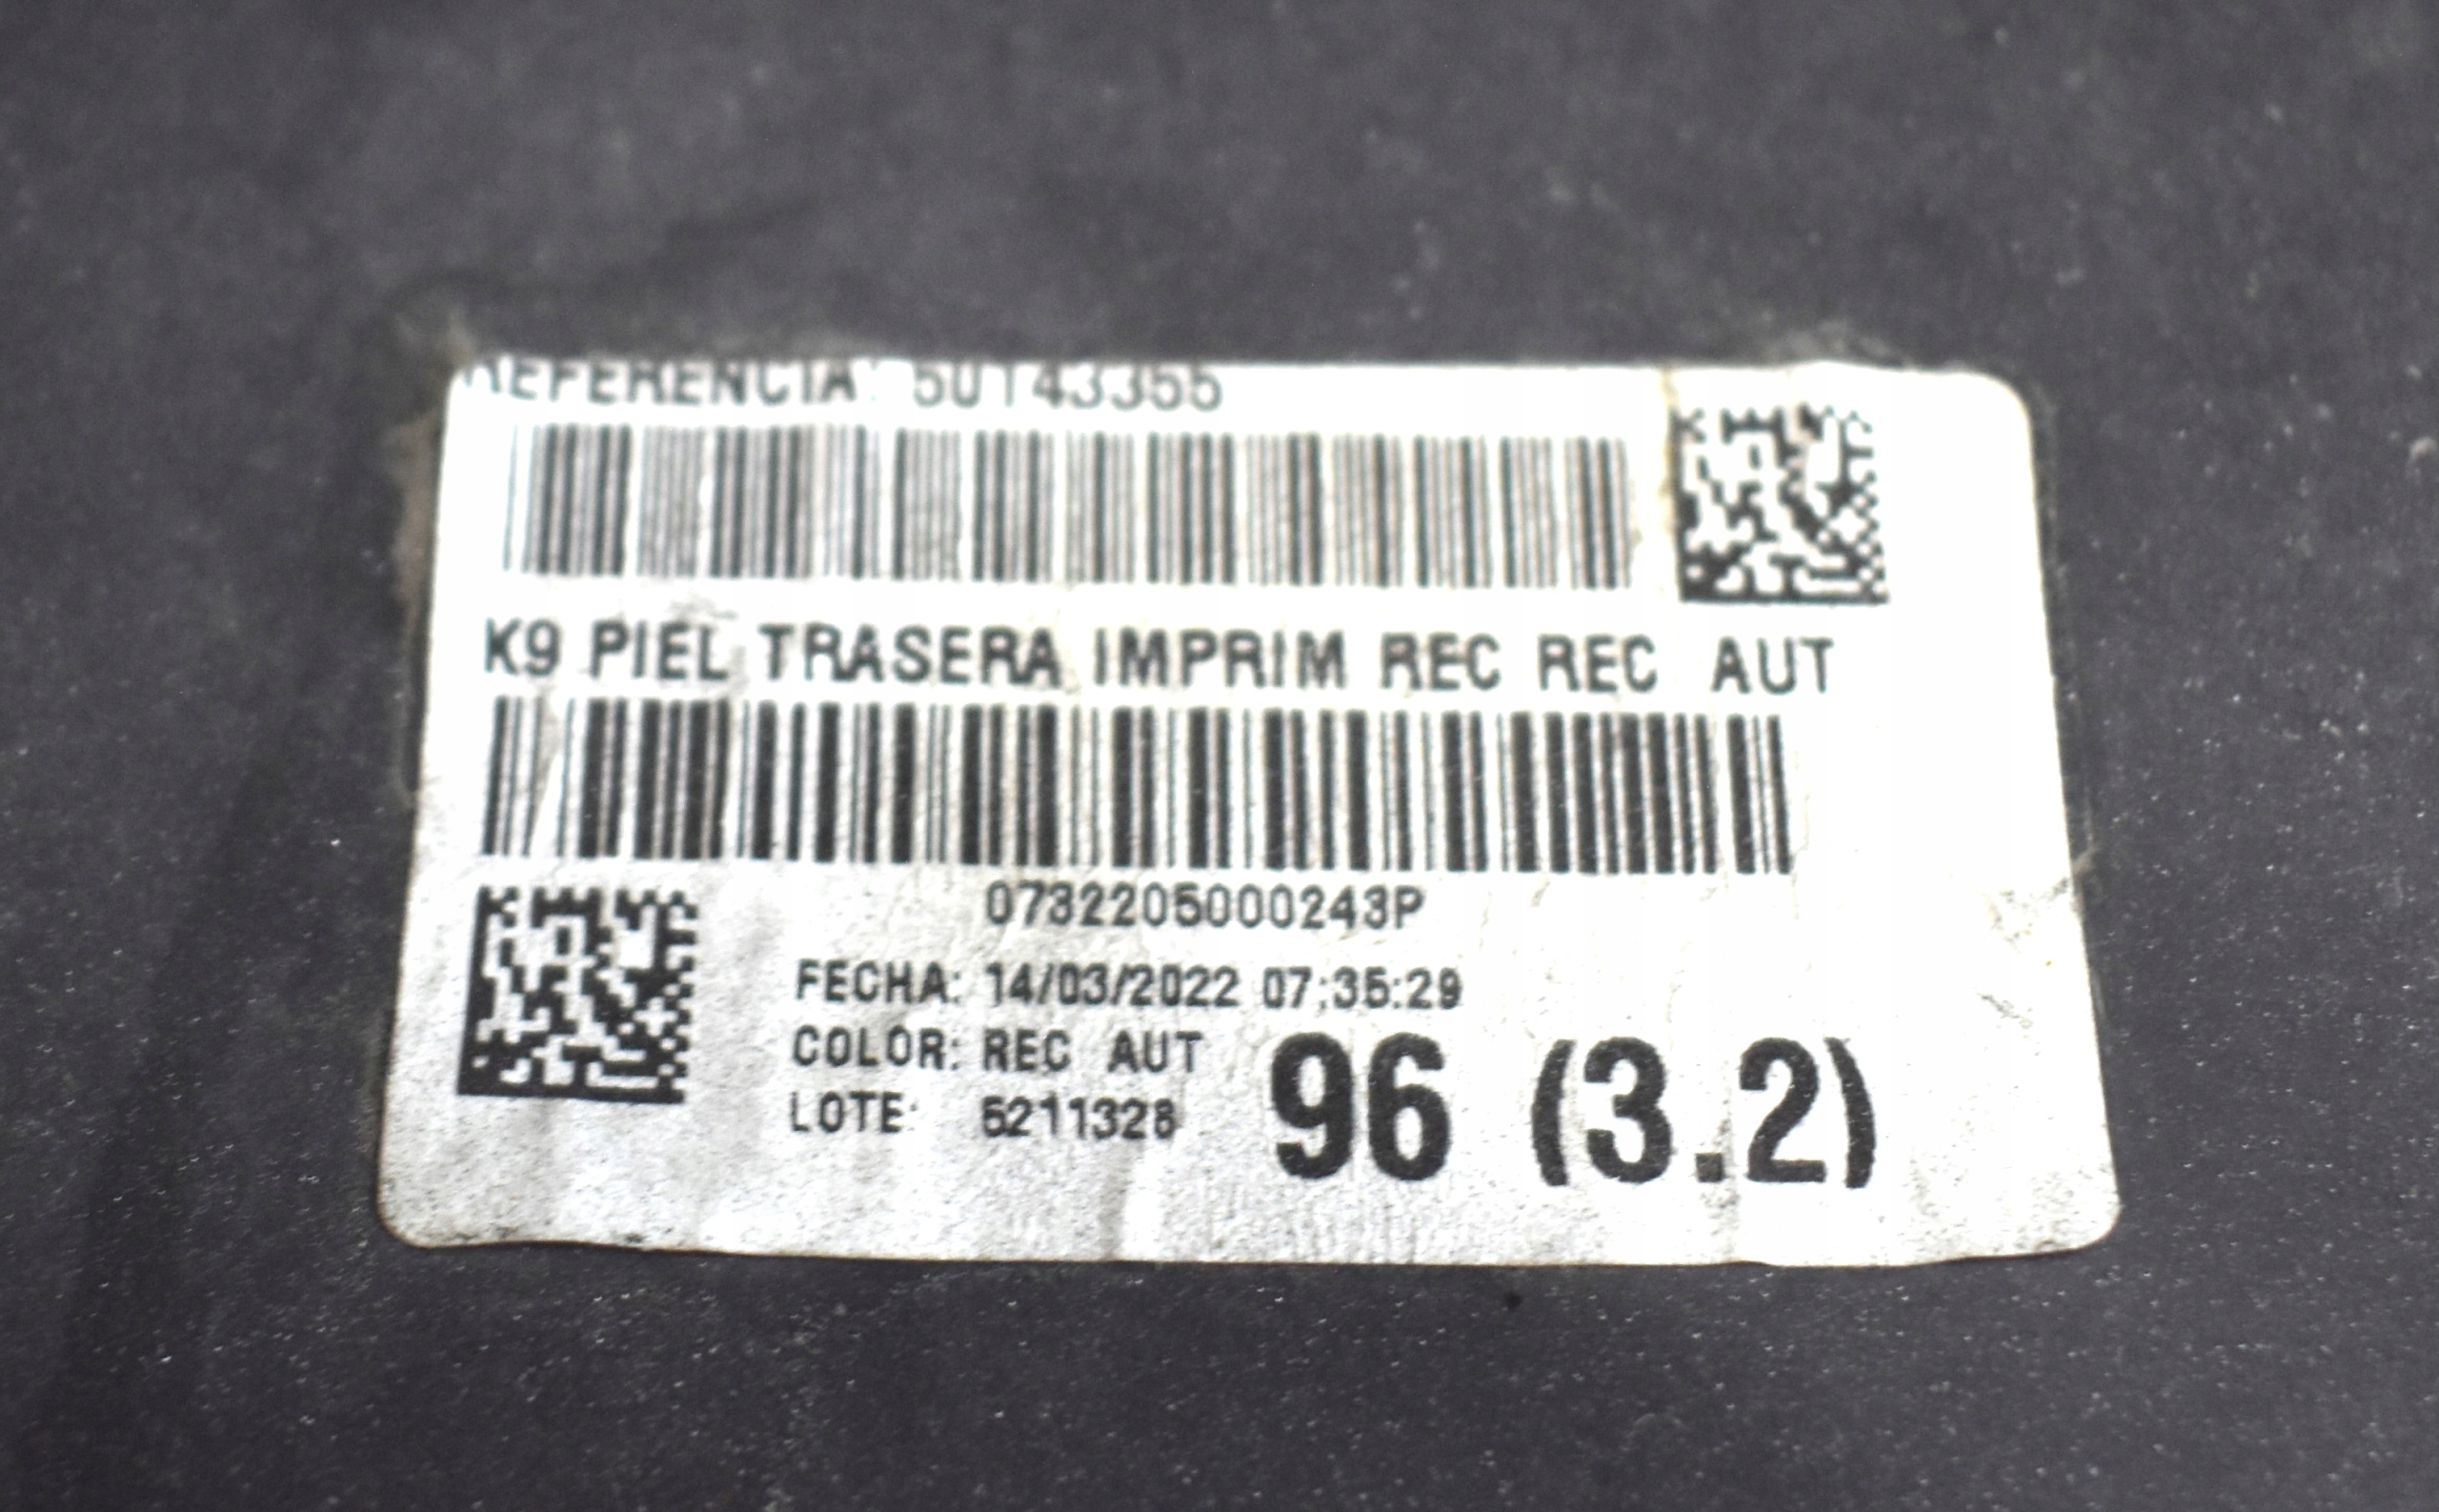 REFERENCIA: 50143355
K9 PIEL TRASERA IMPRIM REC REC AUT
0732205000243P
FECHA: 14/03/2022 07:35:29
COLOR: REC AUT
LOTE: 5211328
96 (3.2)